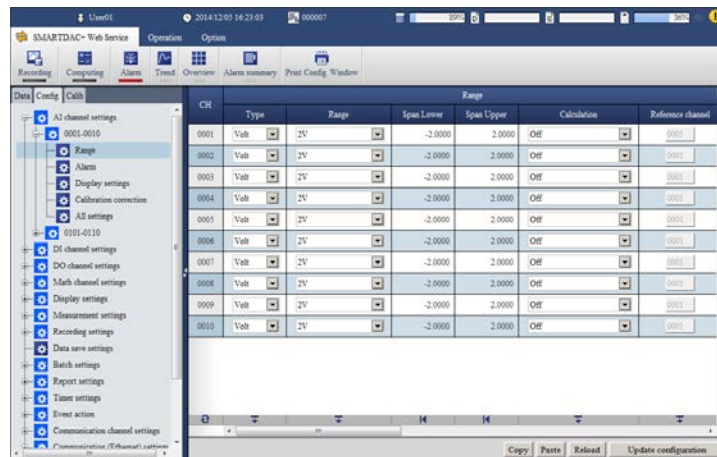 User01 2014/12/05 16:23:03 000007 89% 36%
SMARTDAC+ Web Service Operation Option
Recording Computing Alarm Trend Overview Alarm summary Print Config. Window
Data Config. Calib
AI channel settings
0001-0010
Range
Alarm
Display settings
Calibration correction
All settings
0101-0110
DI channel settings
DO channel settings
Math channel settings
Display settings
Measurement settings
Recording settings
Data save settings
Batch settings
Report settings
Timer settings
Event action
Communication channel settings
Communication (Ethernet) settings
CH Range
Type Range Span Lower Span Upper Calculation Reference channel
0001 Volt 2V -2.0000 2.0000 Off 0001
0002 Volt 2V -2.0000 2.0000 Off 0001
0003 Volt 2V -2.0000 2.0000 Off 0001
0004 Volt 2V -2.0000 2.0000 Off 0001
0005 Volt 2V -2.0000 2.0000 Off 0001
0006 Volt 2V -2.0000 2.0000 Off 0001
0007 Volt 2V -2.0000 2.0000 Off 0001
0008 Volt 2V -2.0000 2.0000 Off 0001
0009 Volt 2V -2.0000 2.0000 Off 0001
0010 Volt 2V -2.0000 2.0000 Off 0001
Copy Paste Reload Update configuration